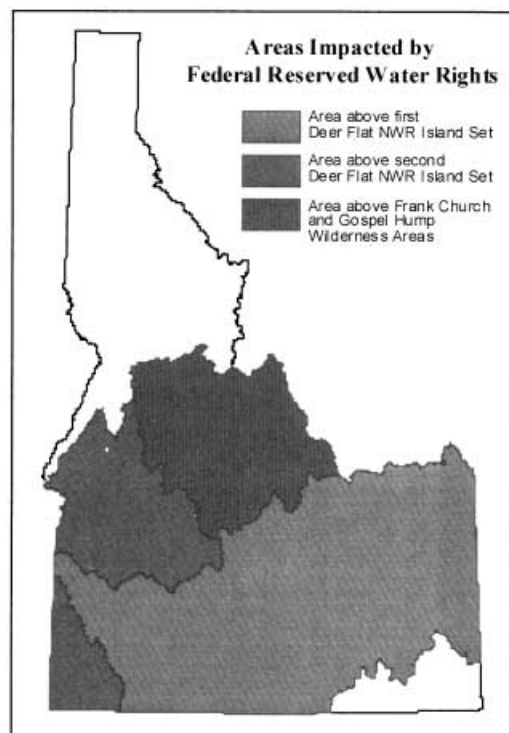 Areas Impacted by
Federal Reserved Water Rights
Area above first
Deer Flat NWR Island Set
Area above second
Deer Flat NWR Island Set
Area above Frank Church
and Gospel Hump
Wilderness Areas